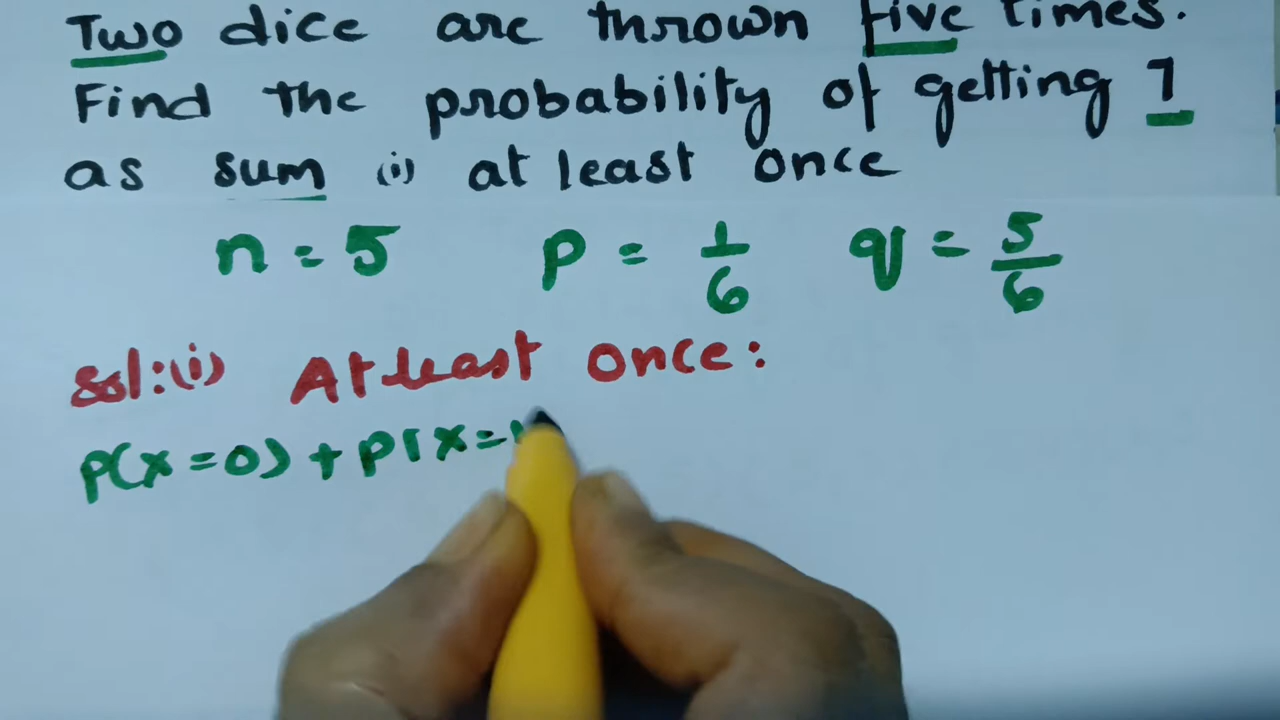 Two dice are thrown five times.
Find the probability of getting 7
as sum (i) at least once
n = 5 p = 1/6 q = 5/6
Sol:(i) At least once:
P(x=0) + P(x=1